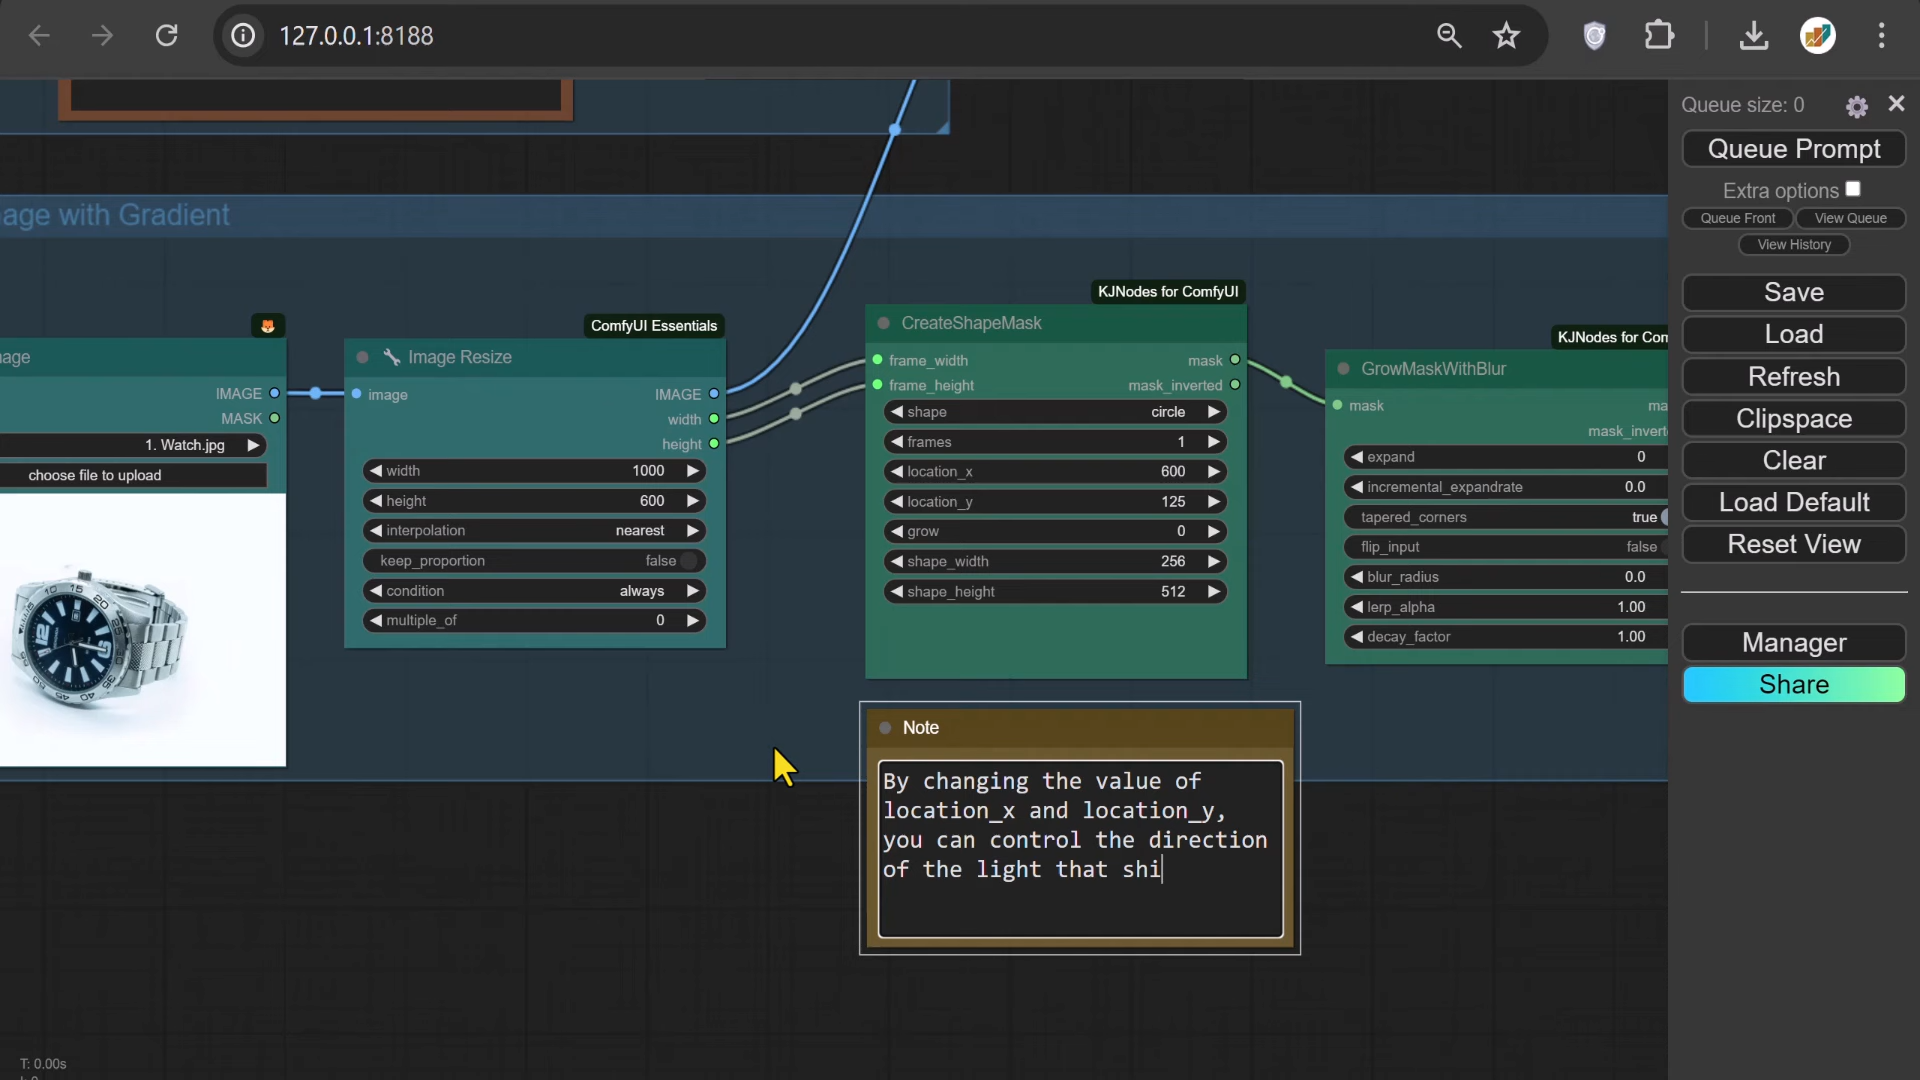 127.0.0.1:8188
Queue size: 0
Queue Prompt
Extra options
Queue Front
View Queue
View History
Save
Load
Refresh
Clipspace
Clear
Load Default
Reset View
Manager
Share
age with Gradient
age
IMAGE
MASK
1. Watch.jpg
choose file to upload
ComfyUI Essentials
Image Resize
image
IMAGE
width
height
width 1000
height 600
interpolation nearest
keep_proportion false
condition always
multiple_of 0
KJNodes for ComfyUI
CreateShapeMask
frame_width mask
frame_height mask_inverted
shape circle
frames 1
location_x 600
location_y 125
grow 0
shape_width 256
shape_height 512
KJNodes for Com
GrowMaskWithBlur
mask ma
mask_inverte
expand 0
incremental_expandrate 0.0
tapered_corners true
flip_input false
blur_radius 0.0
lerp_alpha 1.00
decay_factor 1.00
Note
By changing the value of
location_x and location_y,
you can control the direction
of the light that shi
T: 0.00s